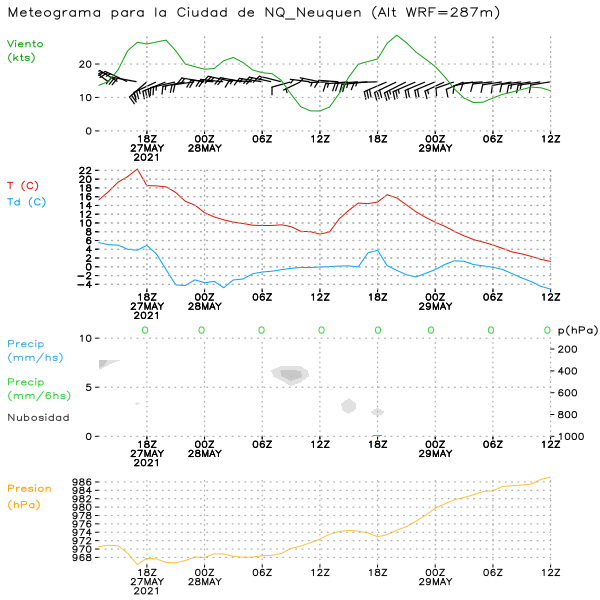 Meteograma para la Ciudad de NQ_Neuquen (Alt WRF=287m)
Viento
(kts)
20
10
0
18Z 00Z 06Z 12Z 18Z 00Z 06Z 12Z
27MAY 28MAY 29MAY
2021
T (C)
Td (C)
22
20
18
16
14
12
10
8
6
4
2
0
-2
-4
18Z 00Z 06Z 12Z 18Z 00Z 06Z 12Z
27MAY 28MAY 29MAY
2021
0 0 0 0 0 0 0 0
Precip
(mm/hs)
Precip
(mm/6hs)
Nubosidad
10
5
0
p(hPa)
200
400
600
800
1000
18Z 00Z 06Z 12Z 18Z 00Z 06Z 12Z
27MAY 28MAY 29MAY
2021
Presion
(hPa)
986
984
982
980
978
976
974
972
970
968
18Z 00Z 06Z 12Z 18Z 00Z 06Z 12Z
27MAY 28MAY 29MAY
2021